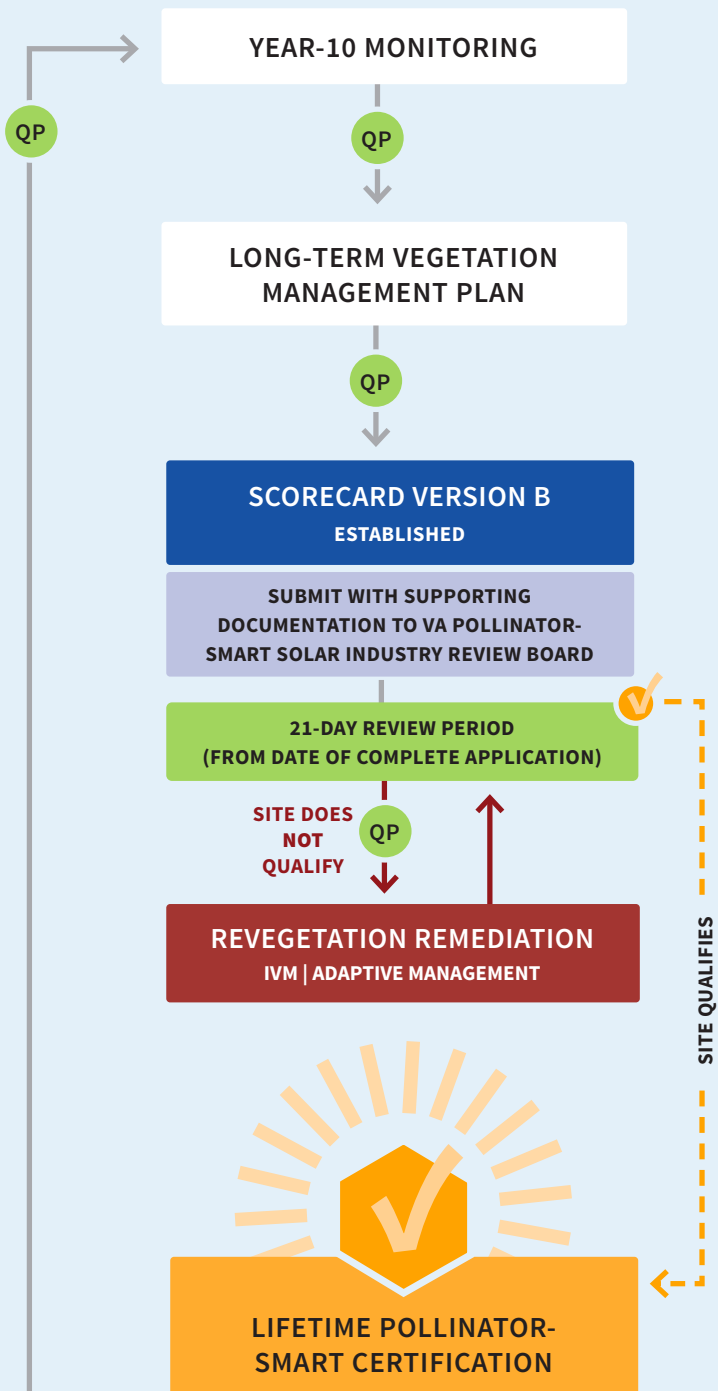 YEAR-10 MONITORING
QP
QP
LONG-TERM VEGETATION
MANAGEMENT PLAN
QP
SCORECARD VERSION B
ESTABLISHED
SUBMIT WITH SUPPORTING
DOCUMENTATION TO VA POLLINATOR-
SMART SOLAR INDUSTRY REVIEW BOARD
21-DAY REVIEW PERIOD
(FROM DATE OF COMPLETE APPLICATION)
SITE DOES
NOT
QUALIFY
QP
REVEGETATION REMEDIATION
IVM | ADAPTIVE MANAGEMENT
SITE QUALIFIES
LIFETIME POLLINATOR-
SMART CERTIFICATION